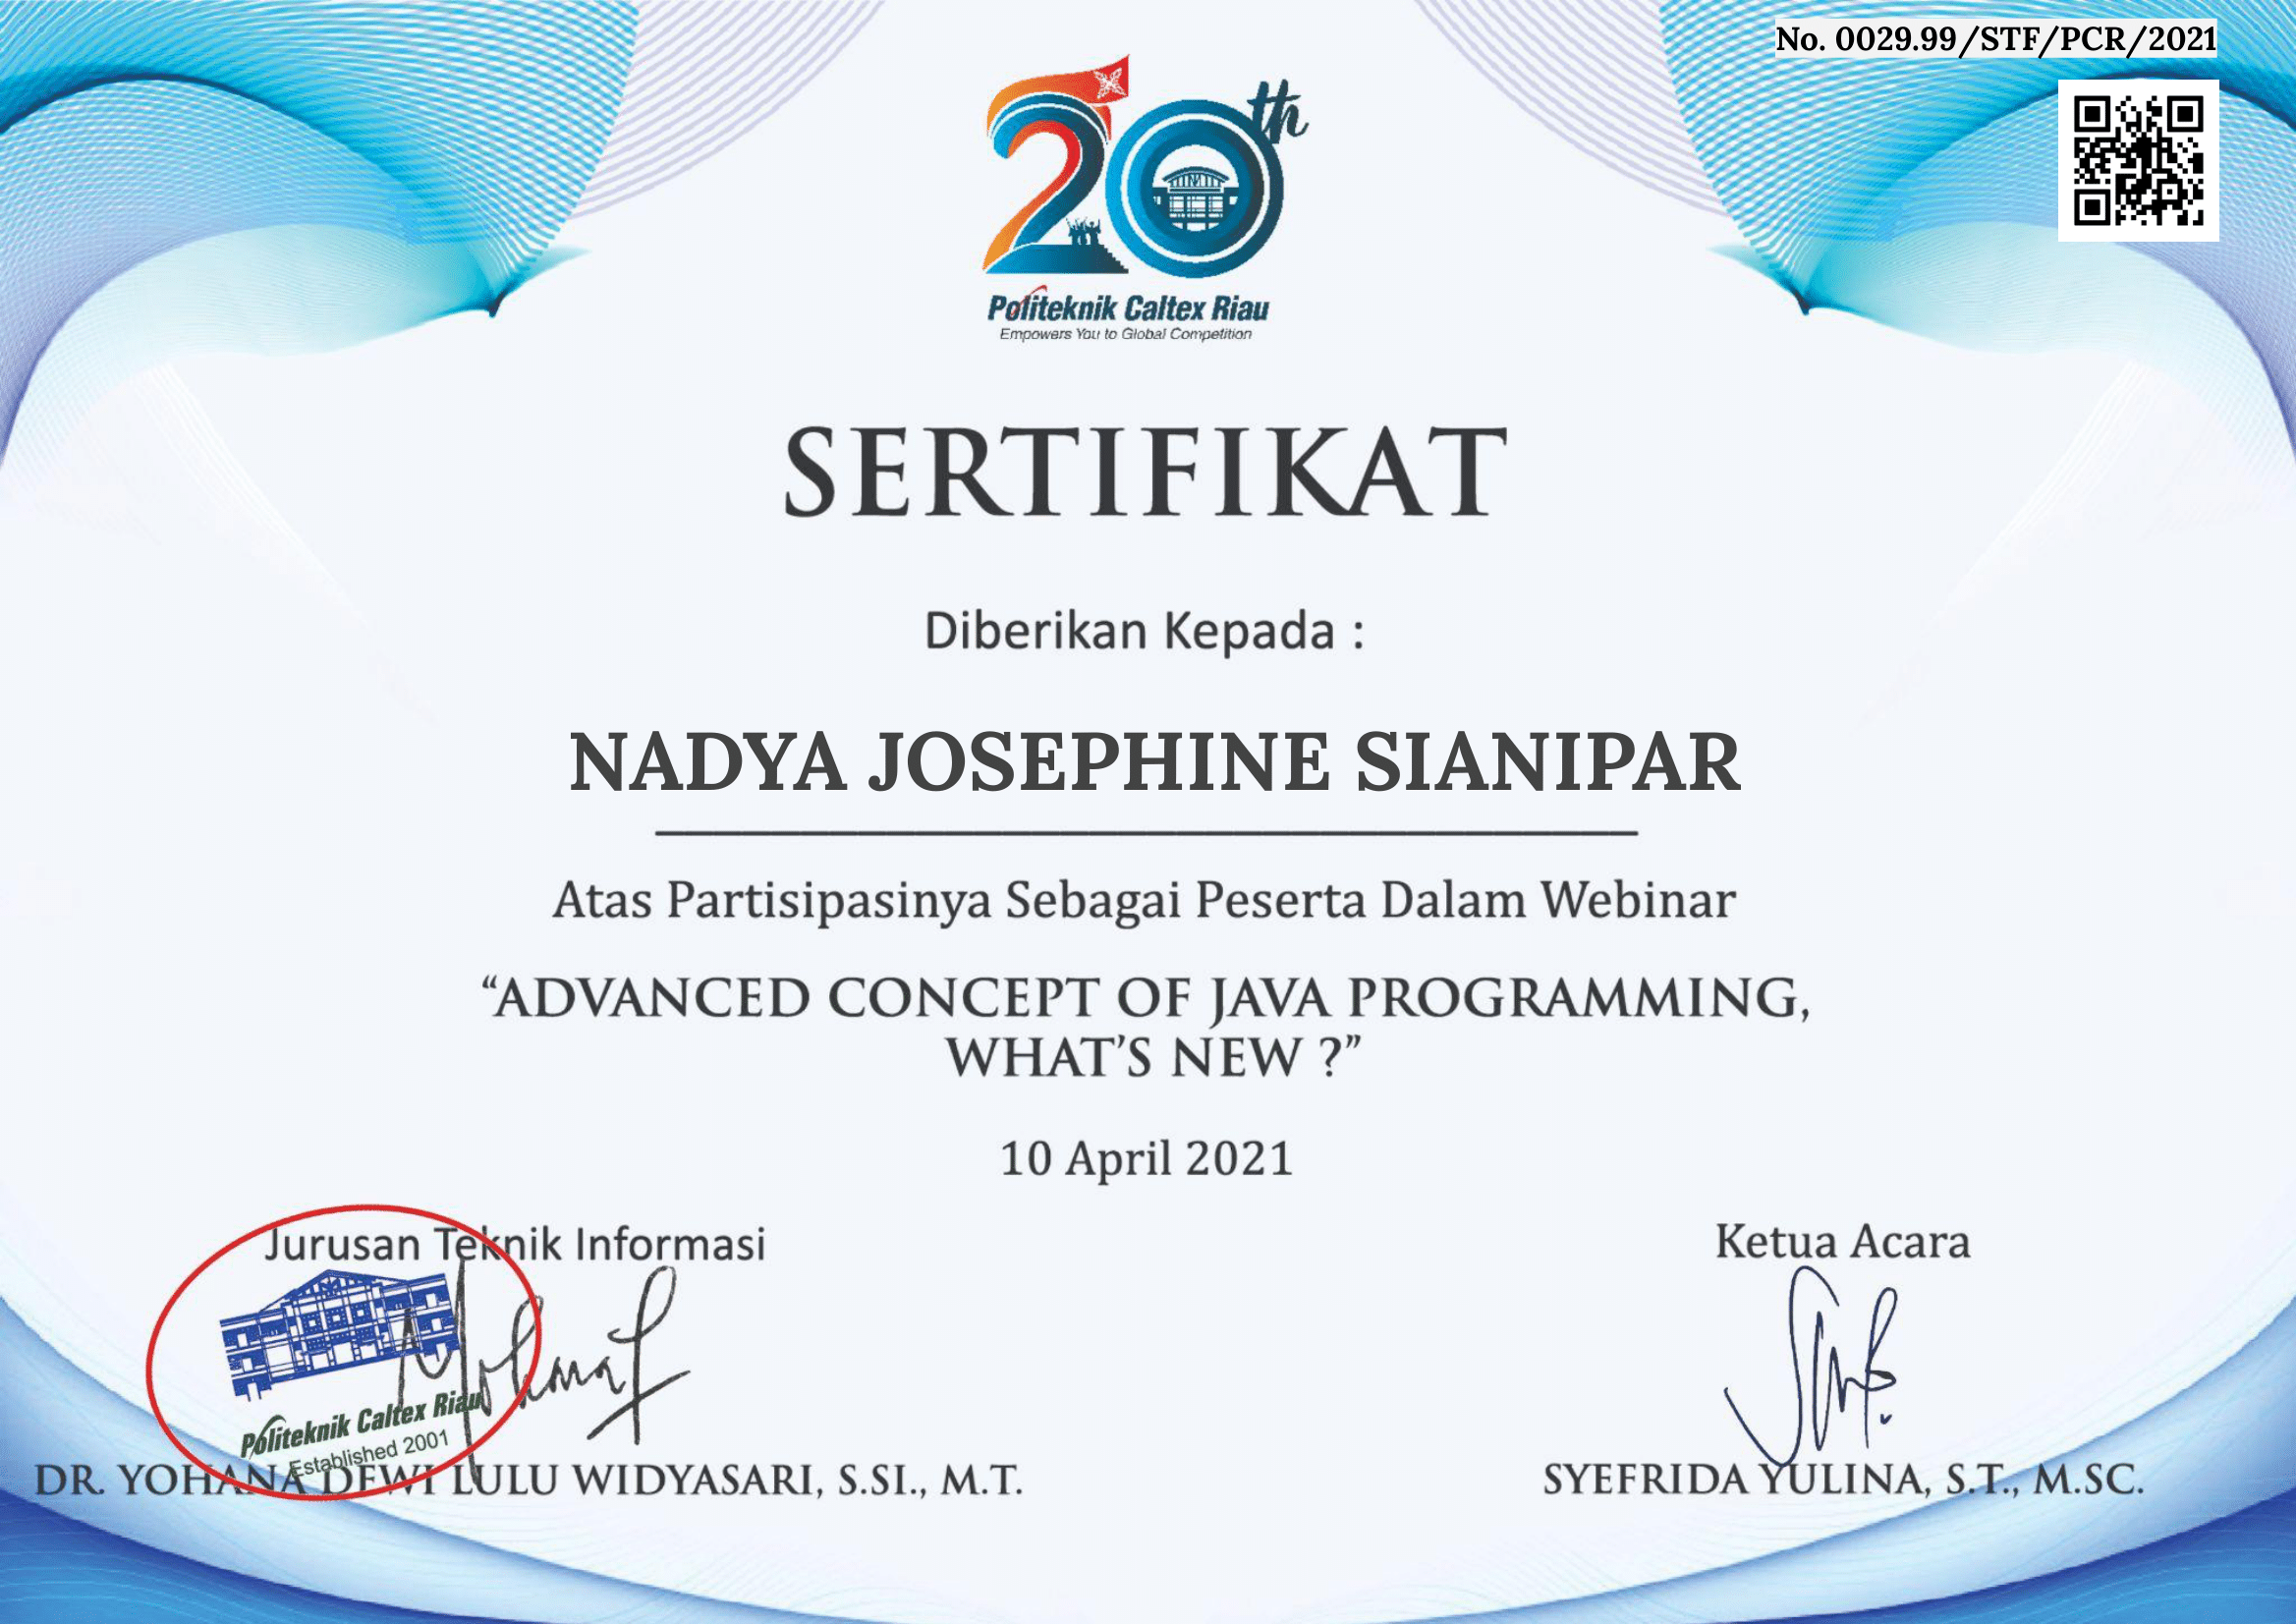 No. 0029.99/STF/PCR/2021
20th
Politeknik Caltex Riau
Empowers You to Global Competition
SERTIFIKAT
Diberikan Kepada :
NADYA JOSEPHINE SIANIPAR
Atas Partisipasinya Sebagai Peserta Dalam Webinar
“ADVANCED CONCEPT OF JAVA PROGRAMMING,
WHAT’S NEW ?”
10 April 2021
Jurusan Teknik Informasi
Politeknik Caltex Riau
Established 2001
DR. YOHANA DEWI LULU WIDYASARI, S.SI., M.T.
Ketua Acara
SYEFRIDA YULINA, S.T., M.SC.